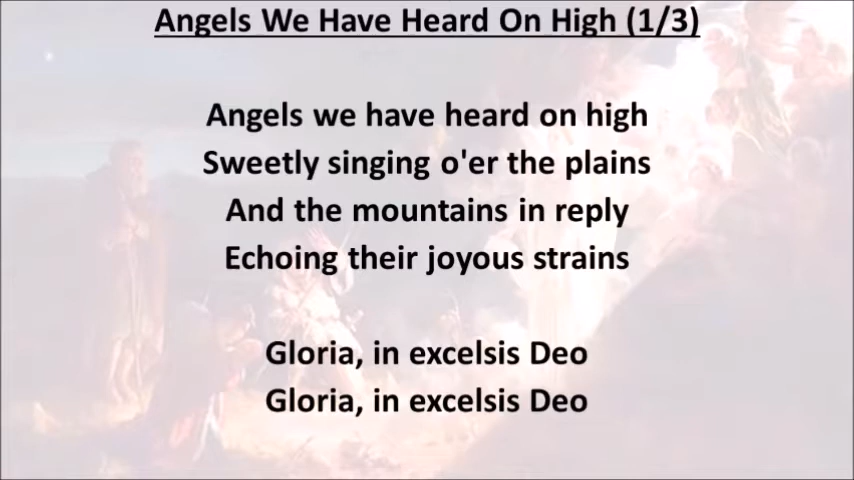 Angels We Have Heard On High (1/3)
Angels we have heard on high
Sweetly singing o'er the plains
And the mountains in reply
Echoing their joyous strains
Gloria, in excelsis Deo
Gloria, in excelsis Deo